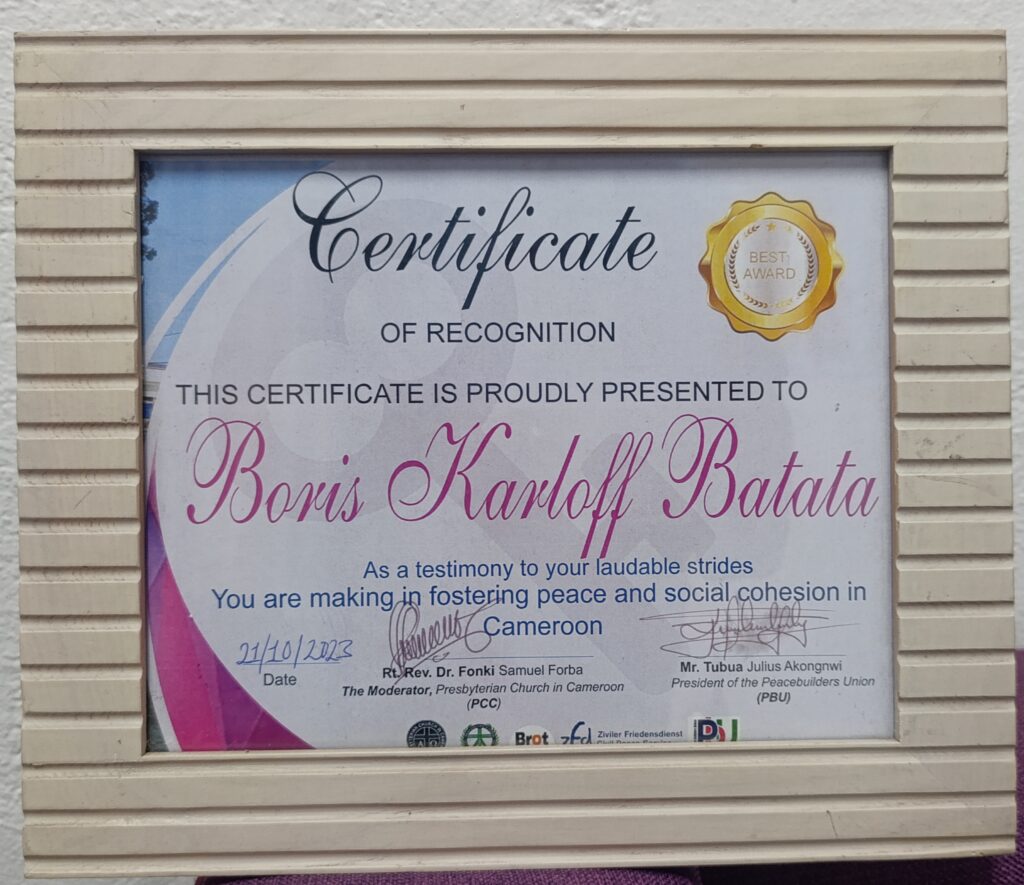 Certificate
BEST
AWARD
OF RECOGNITION
THIS CERTIFICATE IS PROUDLY PRESENTED TO
Boris Karloff Batata
As a testimony to your laudable strides
You are making in fostering peace and social cohesion in
Cameroon
21/10/2023
Date
Rt. Rev. Dr. Fonki Samuel Forba
The Moderator, Presbyterian Church in Cameroon
(PCC)
Mr. Tubua Julius Akongnwi
President of the Peacebuilders Union
(PBU)
Brot
zfd
Ziviler Friedensdienst